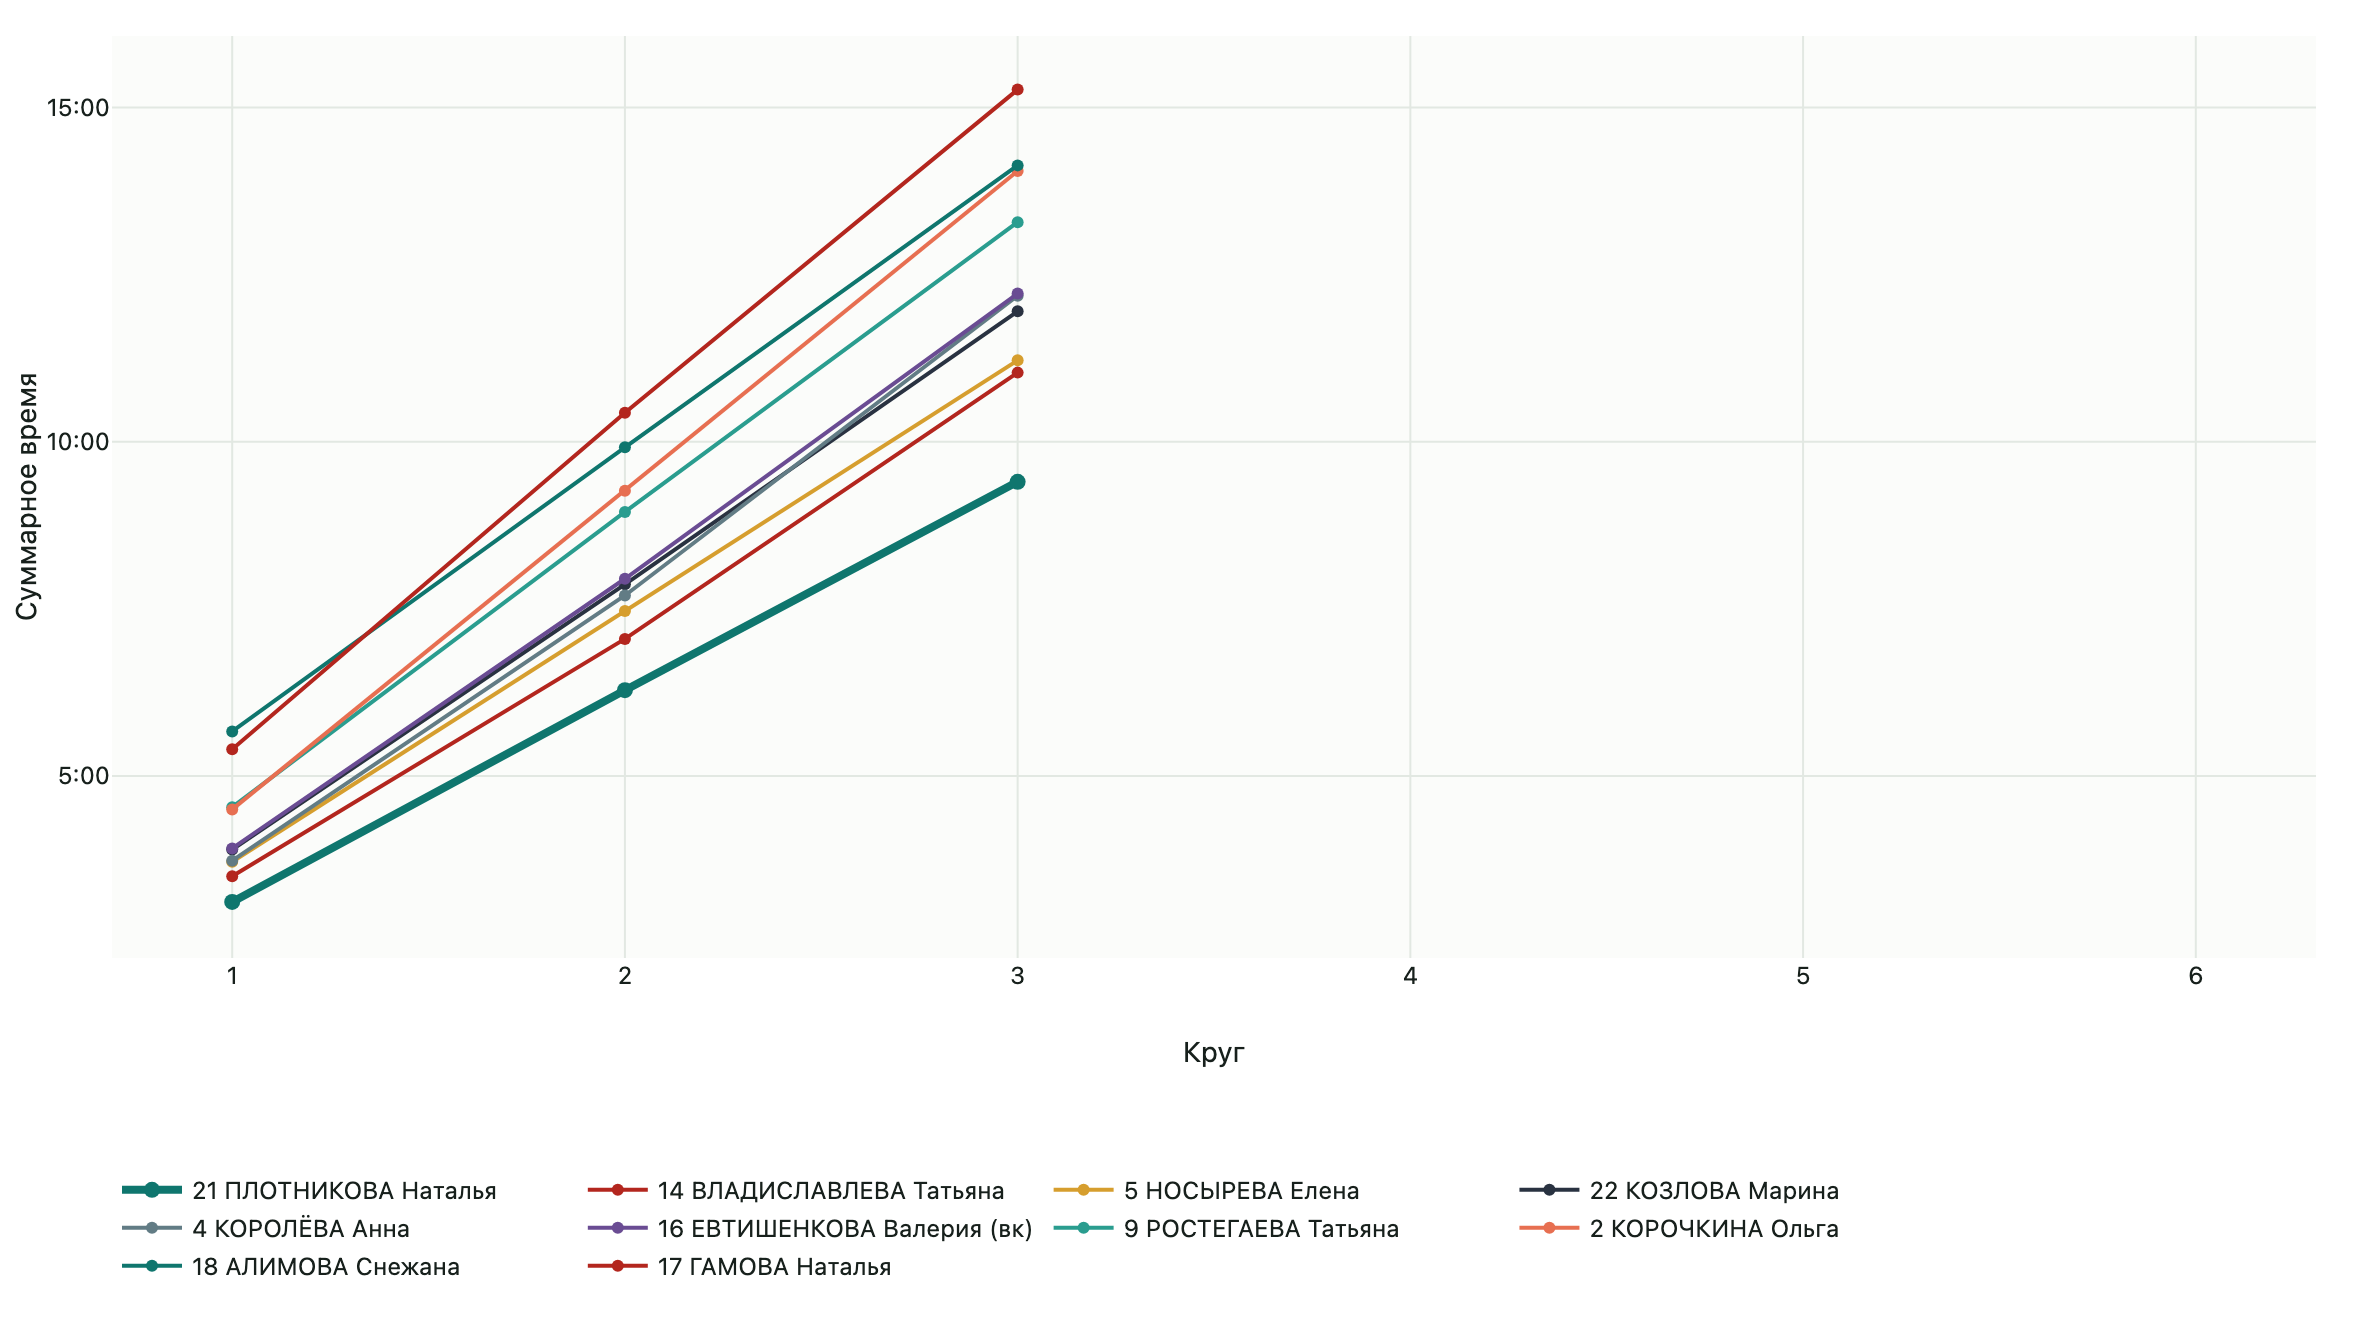 15:00
10:00
5:00
Суммарное время
1 2 3 4 5 6
Круг
21 ПЛОТНИКОВА Наталья 14 ВЛАДИСЛАВЛЕВА Татьяна 5 НОСЫРЕВА Елена 22 КОЗЛОВА Марина
4 КОРОЛЁВА Анна 16 ЕВТИШЕНКОВА Валерия (вк) 9 РОСТЕГАЕВА Татьяна 2 КОРОЧКИНА Ольга
18 АЛИМОВА Снежана 17 ГАМОВА Наталья